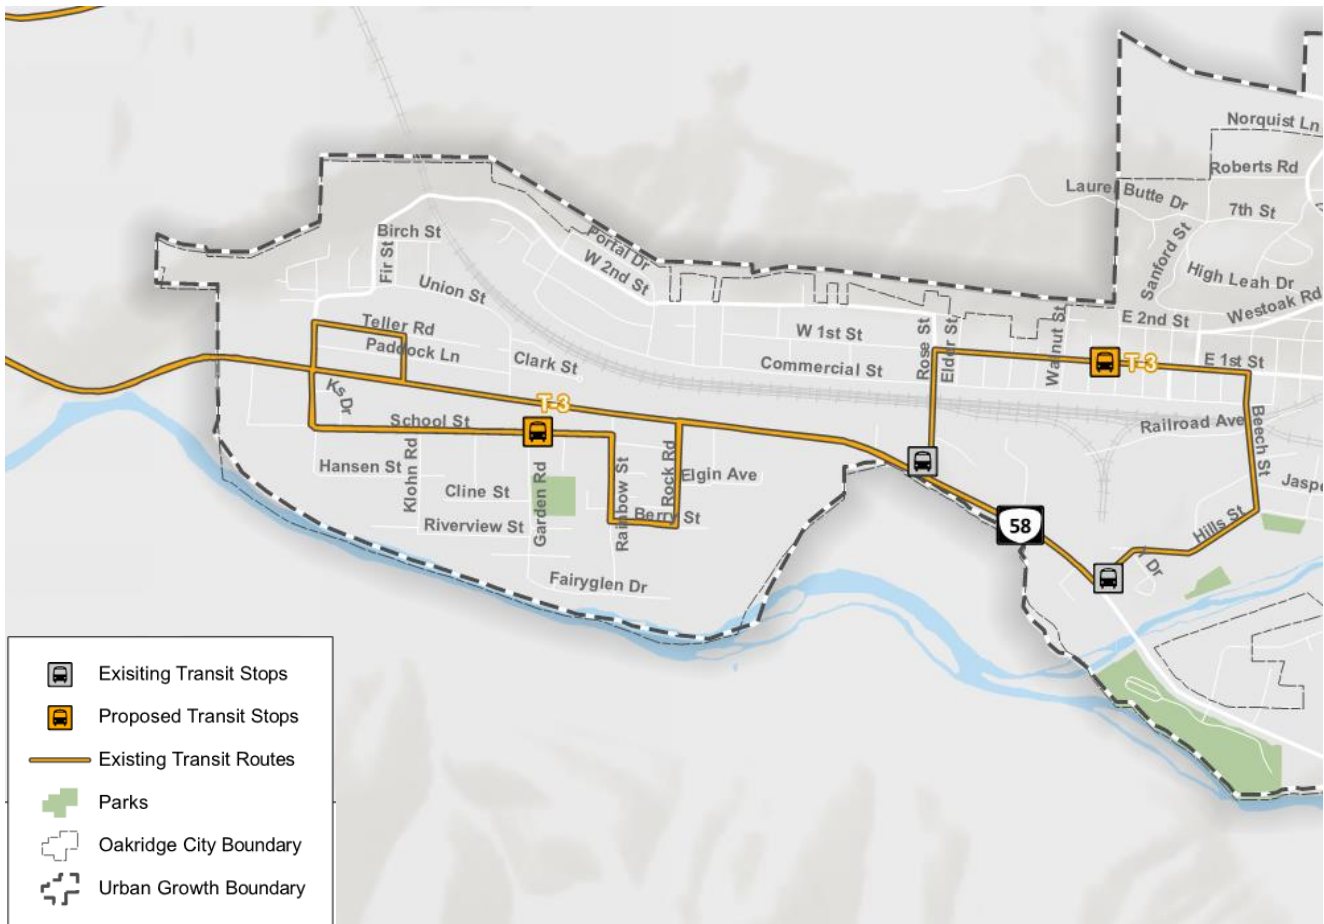 Norquist Ln
Roberts Rd
Laurel Butte Dr
7th St
Sanford St
High Leah Dr
Westoak Rd
Birch St
Fir St
Portal Dr
W 2nd St
Union St
E 2nd St
Teller Rd
Paddock Ln
W 1st St
Rose St
Elder St
Walnut St
T-3
E 1st St
Clark St
Commercial St
Ks Dr
T-3
School St
Railroad Ave
Beech St
Hansen St
Klohn Rd
Cline St
Garden Rd
Rainbow St
Rock Rd
Elgin Ave
Jaspe
Riverview St
Berry St
58
Hills St
Dr
Fairyglen Dr
Exisiting Transit Stops
Proposed Transit Stops
Existing Transit Routes
Parks
Oakridge City Boundary
Urban Growth Boundary